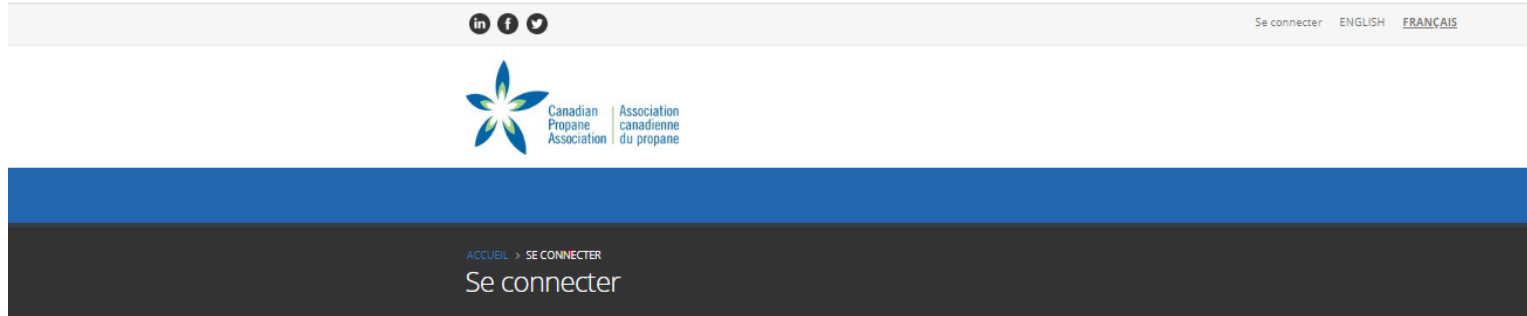 Se connecter ENGLISH FRANÇAIS
Canadian Propane Association
Association canadienne du propane
ACCUEIL > SE CONNECTER
Se connecter